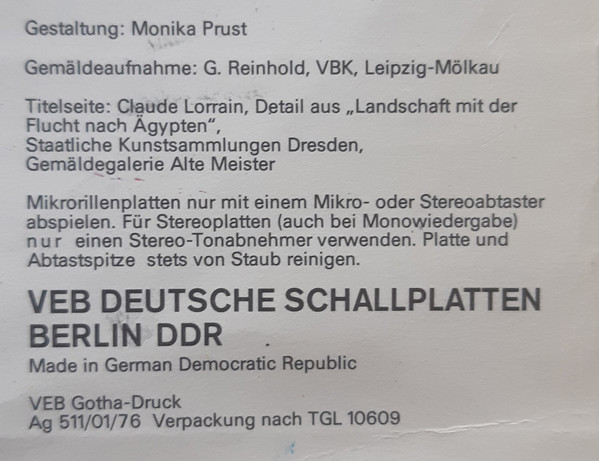 Gestaltung: Monika Prust
Gemäldeaufnahme: G. Reinhold, VBK, Leipzig-Mölkau
Titelseite: Claude Lorrain, Detail aus „Landschaft mit der
Flucht nach Ägypten“,
Staatliche Kunstsammlungen Dresden,
Gemäldegalerie Alte Meister
Mikrorillenplatten nur mit einem Mikro- oder Stereoabtaster
abspielen. Für Stereoplatten (auch bei Monowiedergabe)
nur einen Stereo-Tonabnehmer verwenden. Platte und
Abtastspitze stets von Staub reinigen.
VEB DEUTSCHE SCHALLPLATTEN
BERLIN DDR
Made in German Democratic Republic
VEB Gotha-Druck
Ag 511/01/76 Verpackung nach TGL 10609